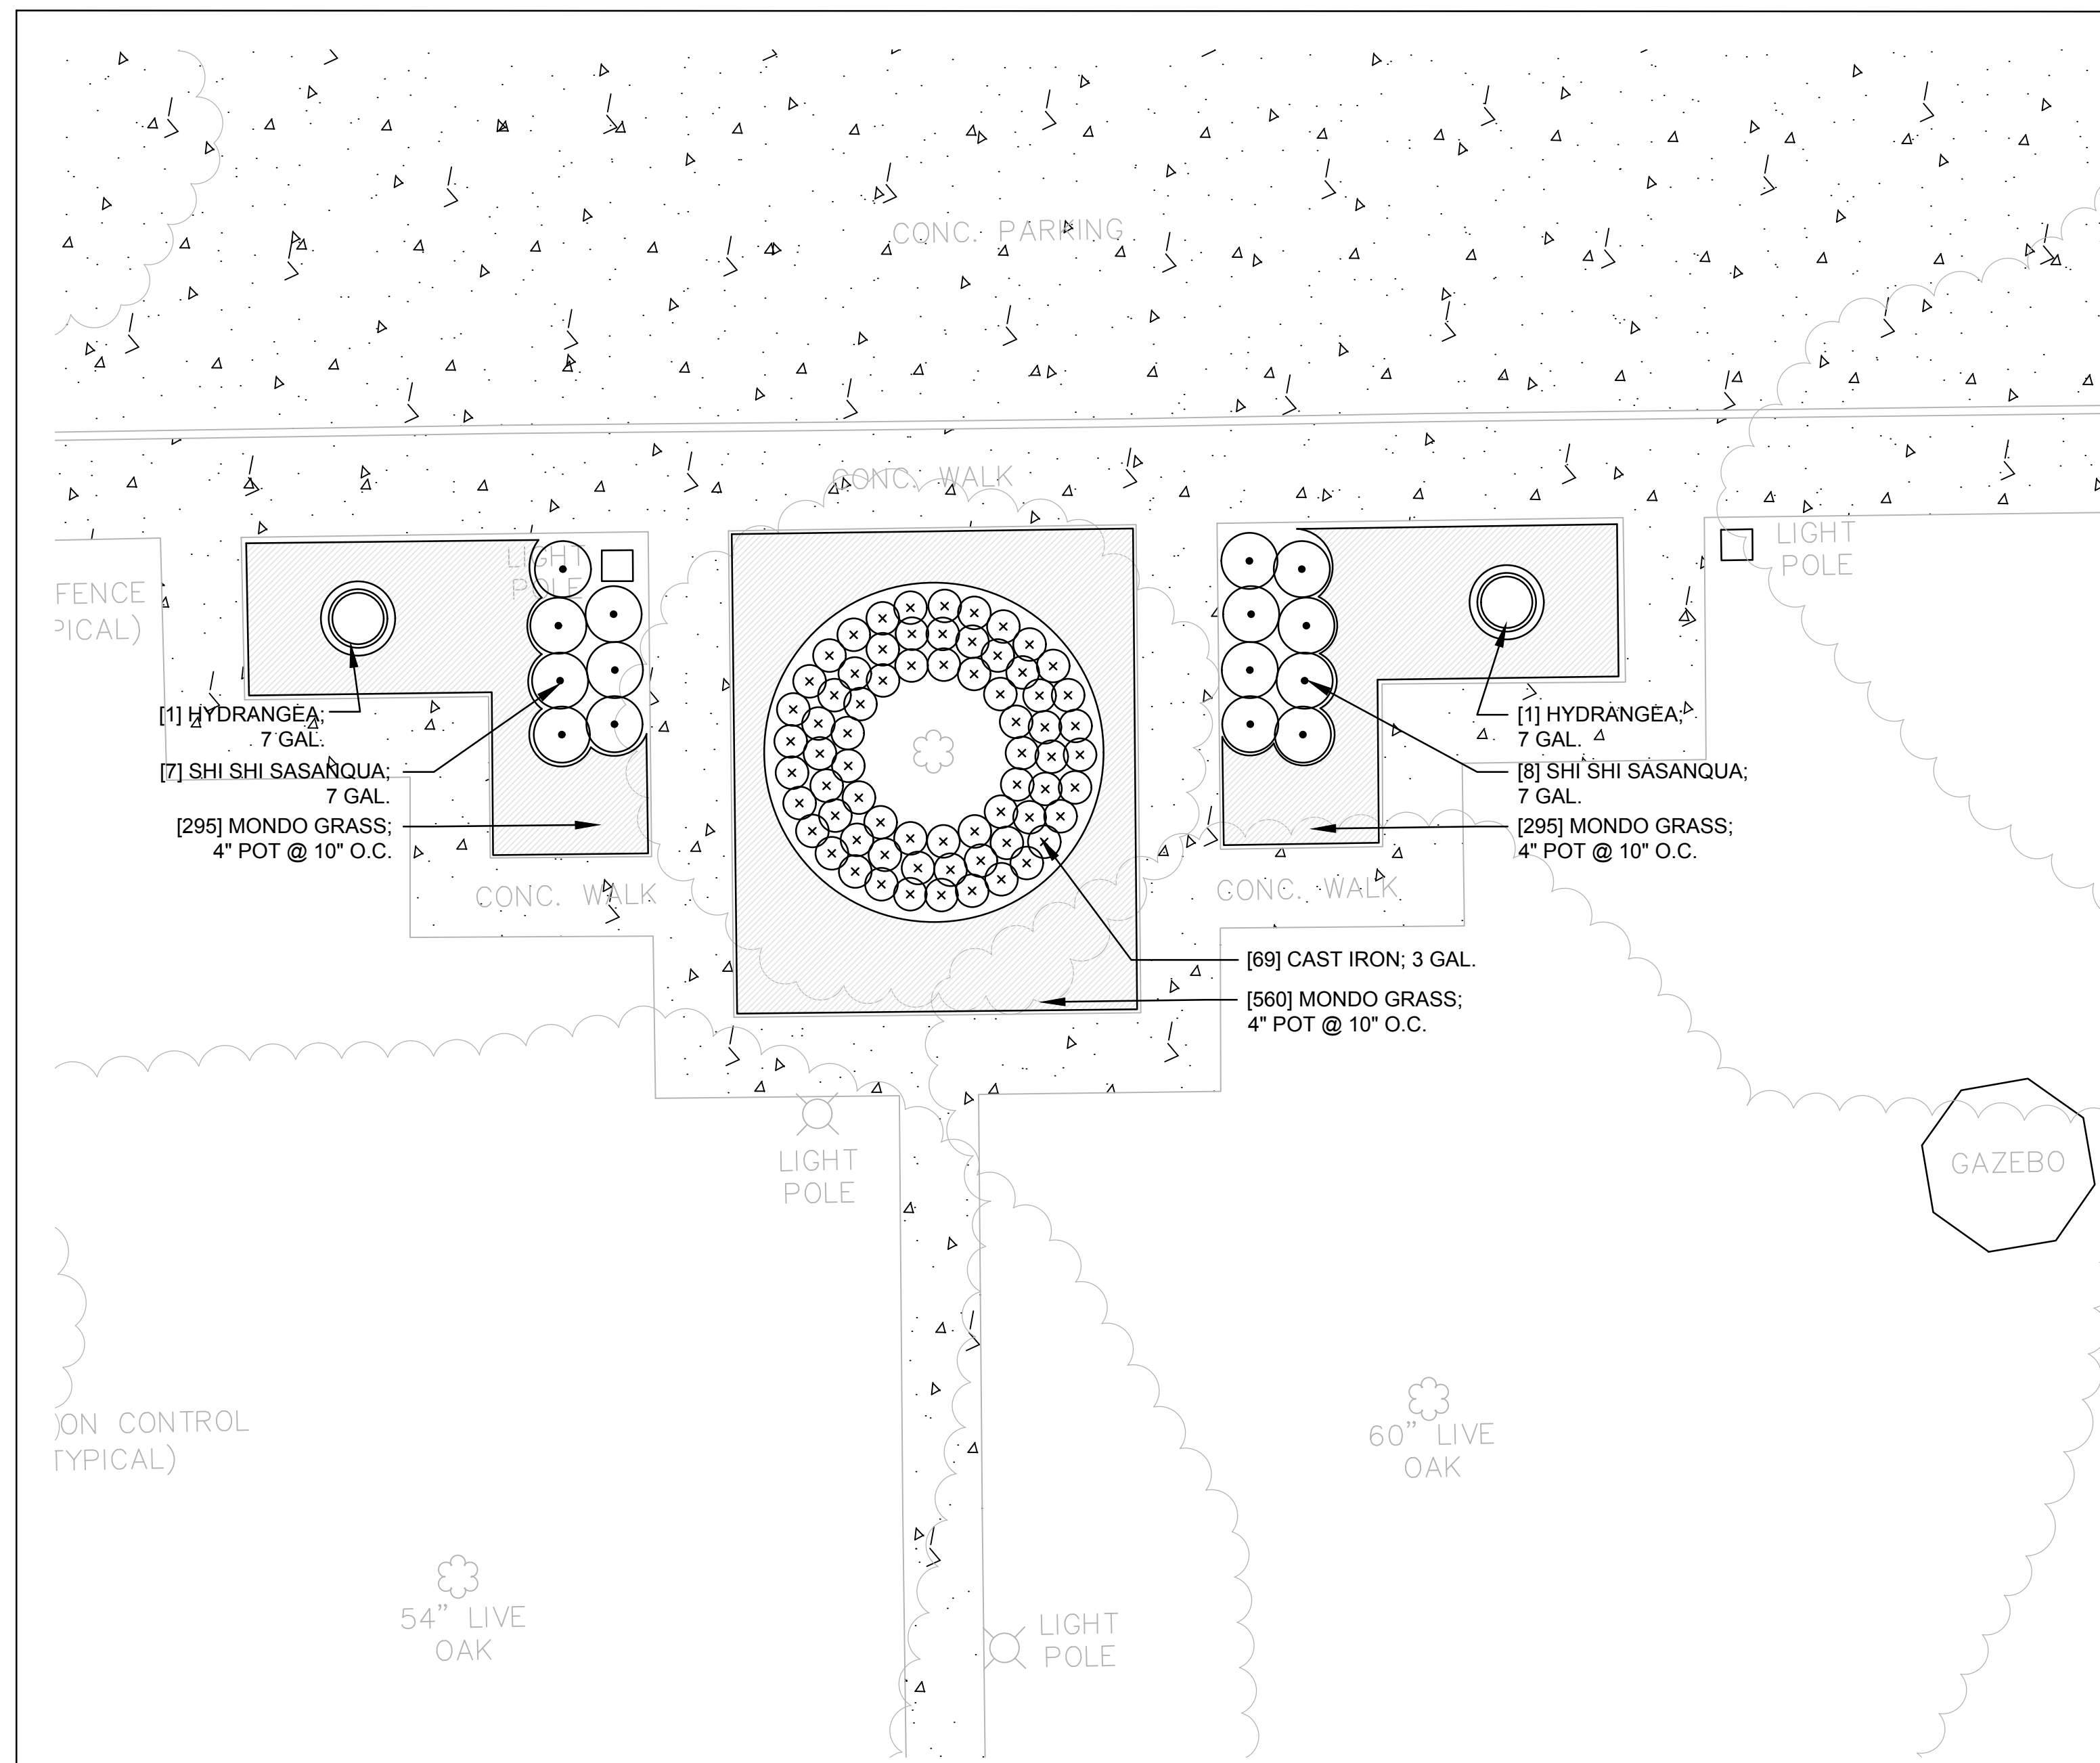 CONC. PARKING
CONC. WALK
LIGHT
POLE
LIGHT
POLE
FENCE
PICAL)
[1] HYDRANGEA;
7 GAL.
[7] SHI SHI SASANQUA;
7 GAL.
[295] MONDO GRASS;
4" POT @ 10" O.C.
[1] HYDRANGEA;
7 GAL.
[8] SHI SHI SASANQUA;
7 GAL.
[295] MONDO GRASS;
4" POT @ 10" O.C.
CONC. WALK
CONC. WALK
[69] CAST IRON; 3 GAL.
[560] MONDO GRASS;
4" POT @ 10" O.C.
LIGHT
POLE
GAZEBO
ON CONTROL
TYPICAL)
60” LIVE
OAK
54” LIVE
OAK
LIGHT
POLE